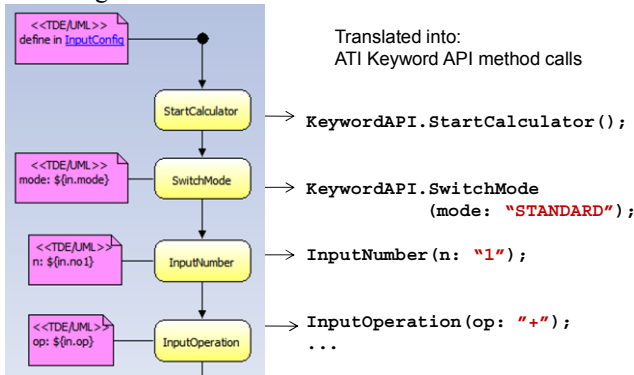 <<TDE/UML>>
define in InputConfig
Translated into:
ATI Keyword API method calls
StartCalculator
KeywordAPI.StartCalculator();
<<TDE/UML>>
mode: ${in.mode}
SwitchMode
KeywordAPI.SwitchMode
(mode: “STANDARD”);
<<TDE/UML>>
n: ${in.no1}
InputNumber
InputNumber(n: “1”);
<<TDE/UML>>
op: ${in.op}
InputOperation
InputOperation(op: ”+”);
...